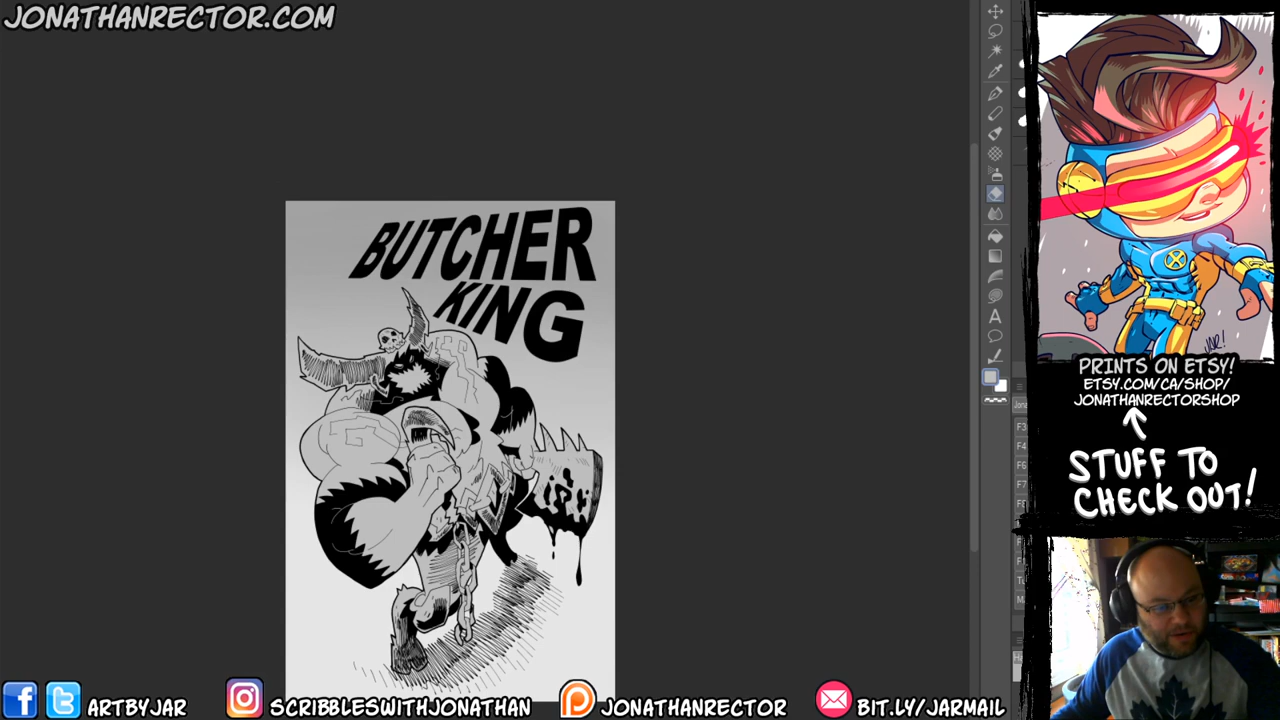 JONATHANRECTOR.COM
BUTCHER
KING
JAR!
PRINTS ON ETSY!
ETSY.COM/CA/SHOP/
JONATHANRECTORSHOP
STUFF TO
CHECK OUT!
ARTBYJAR
SCRIBBLESWITHJONATHAN
JONATHANRECTOR
BIT.LY/JARMAIL